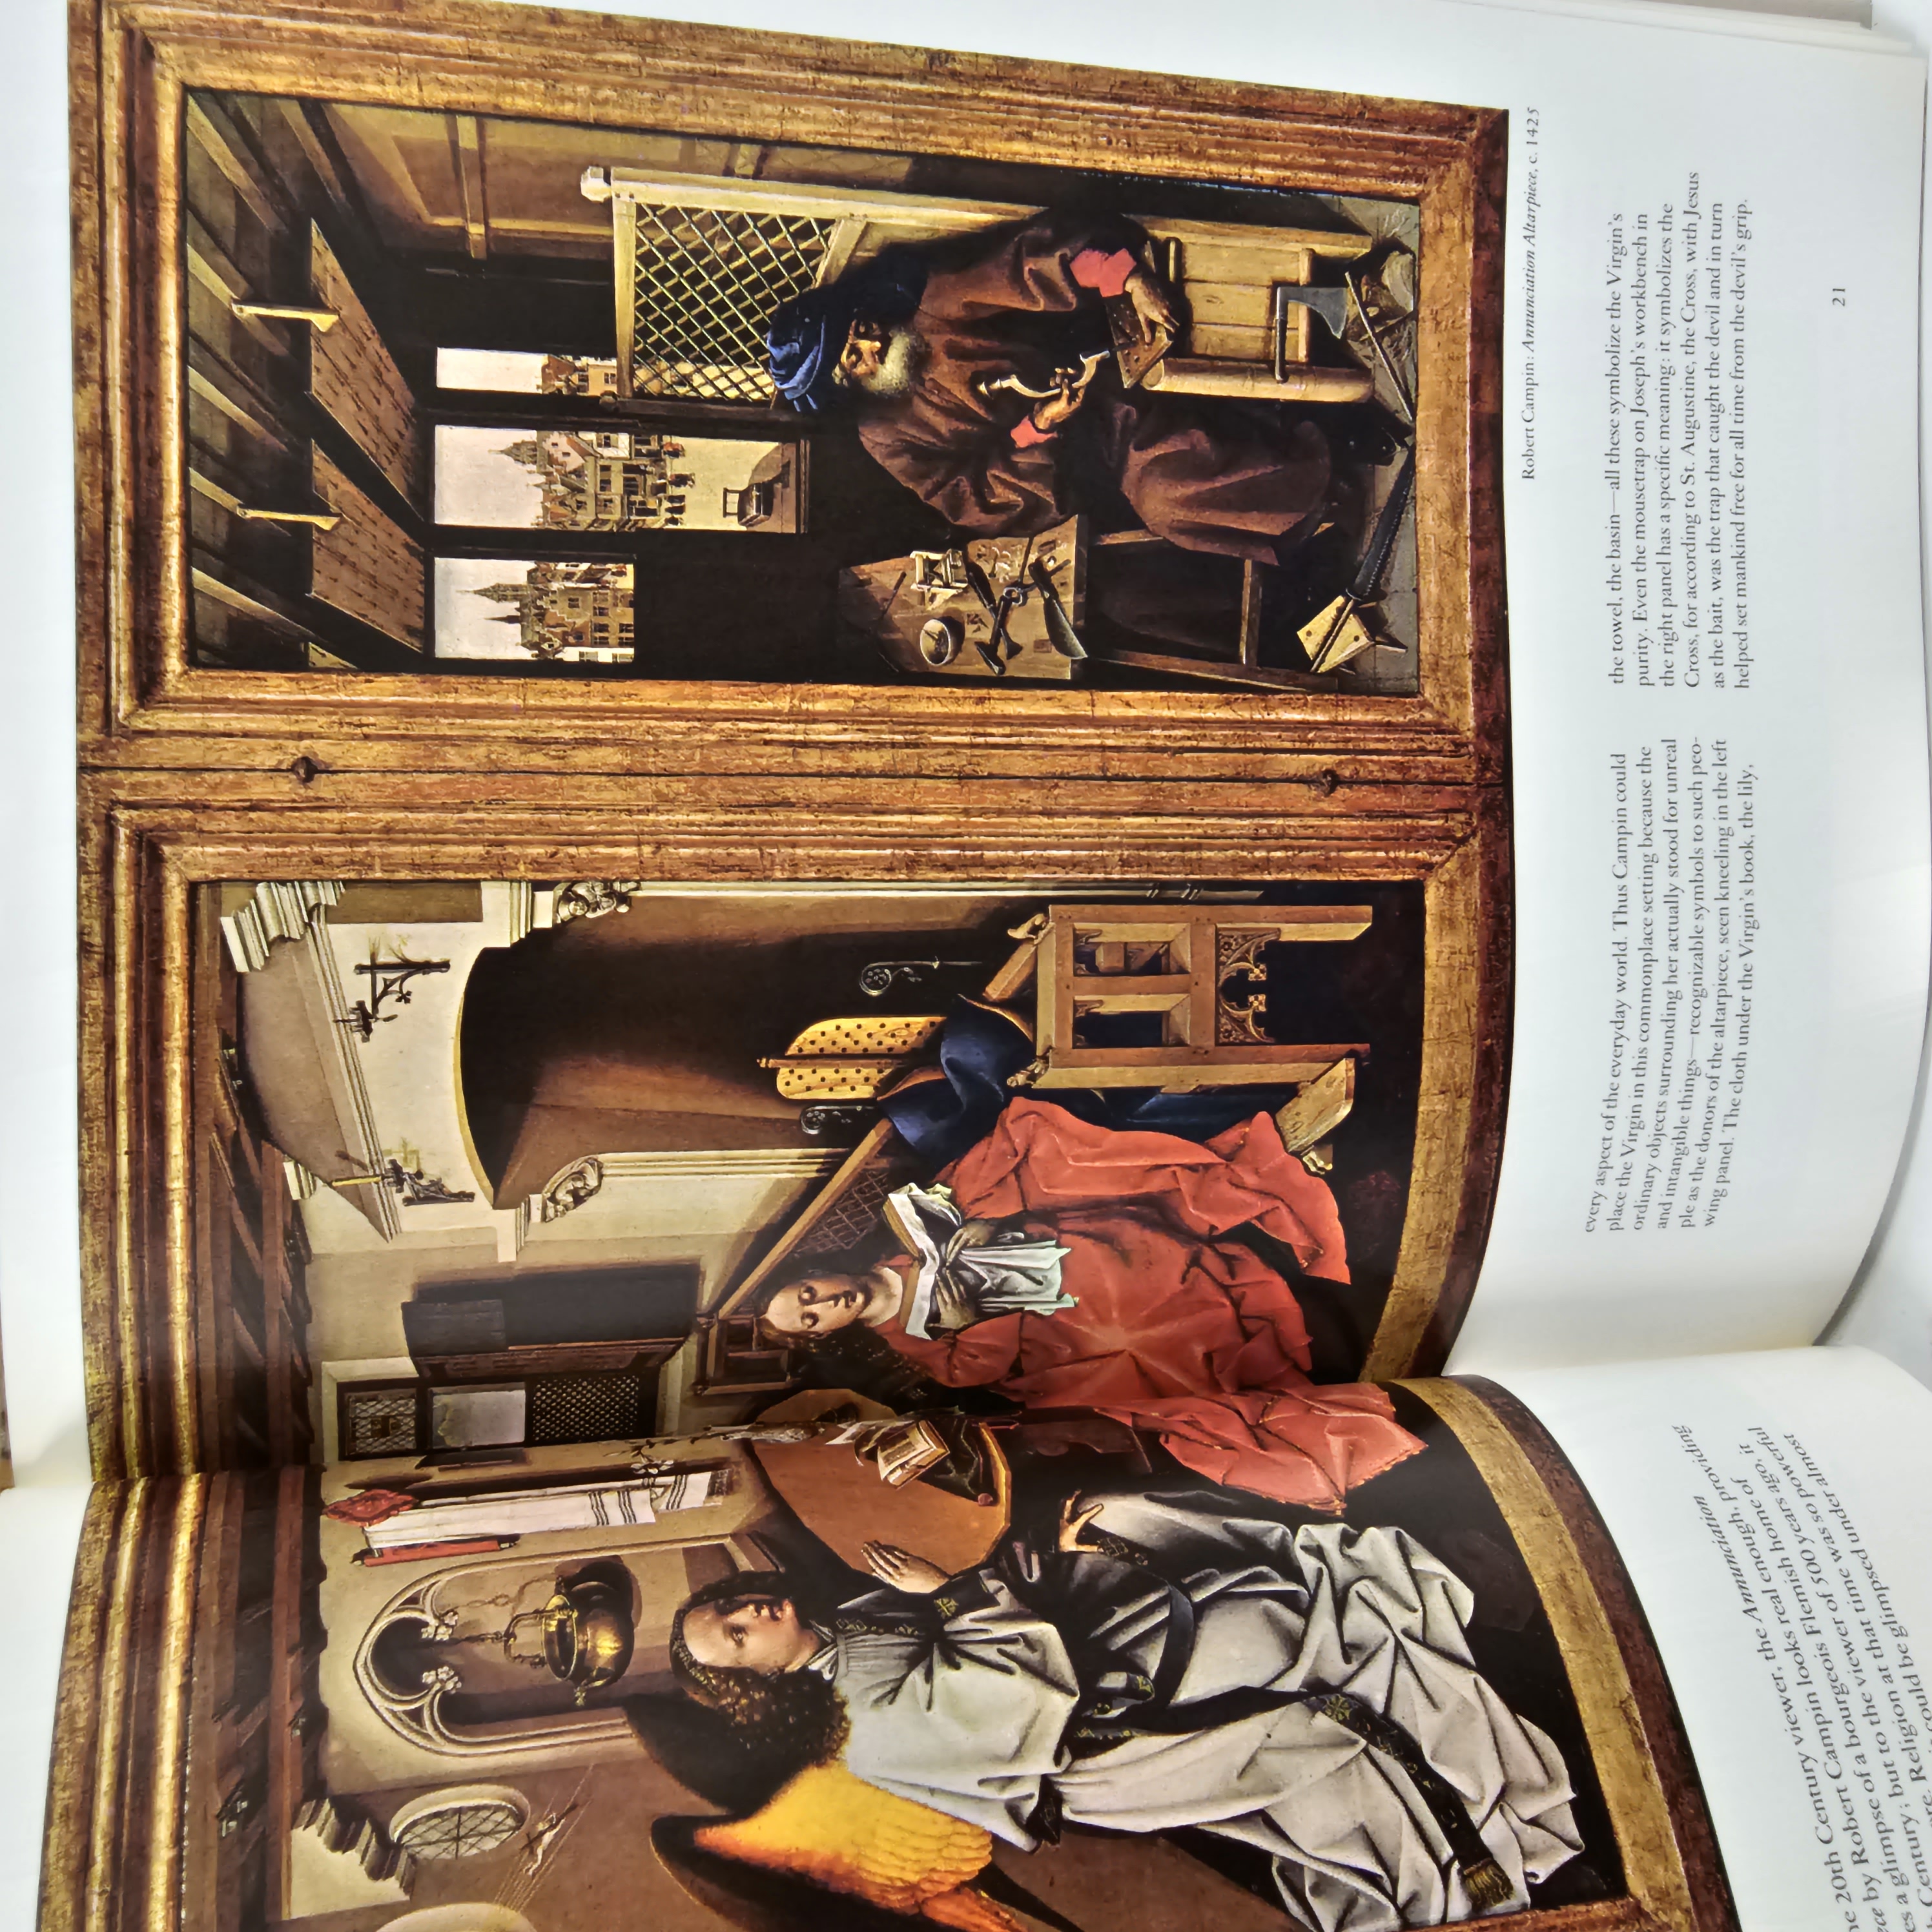 Robert Campin: Annunciation Altarpiece, c. 1425
20th Century viewer, the Annunciation
by Robert Campin looks real enough, providing
a glimpse of a bourgeois Flemish home of
Century; but to the viewer of 500 years ago, it
Religion at that time was so powerful
could be glimpsed under almost
every aspect of the everyday world. Thus Campin could
place the Virgin in this commonplace setting because the
ordinary objects surrounding her actually stood for unreal
and intangible things—recognizable symbols to such peo-
ple as the donors of the altarpiece, seen kneeling in the left
wing panel. The cloth under the Virgin's book, the lily,
the towel, the basin—all these symbolize the Virgin's
purity. Even the mousetrap on Joseph's workbench in
the right panel has a specific meaning: it symbolizes the
Cross, for according to St. Augustine, the Cross, with Jesus
as the bait, was the trap that caught the devil and in turn
helped set mankind free for all time from the devil's grip.
21